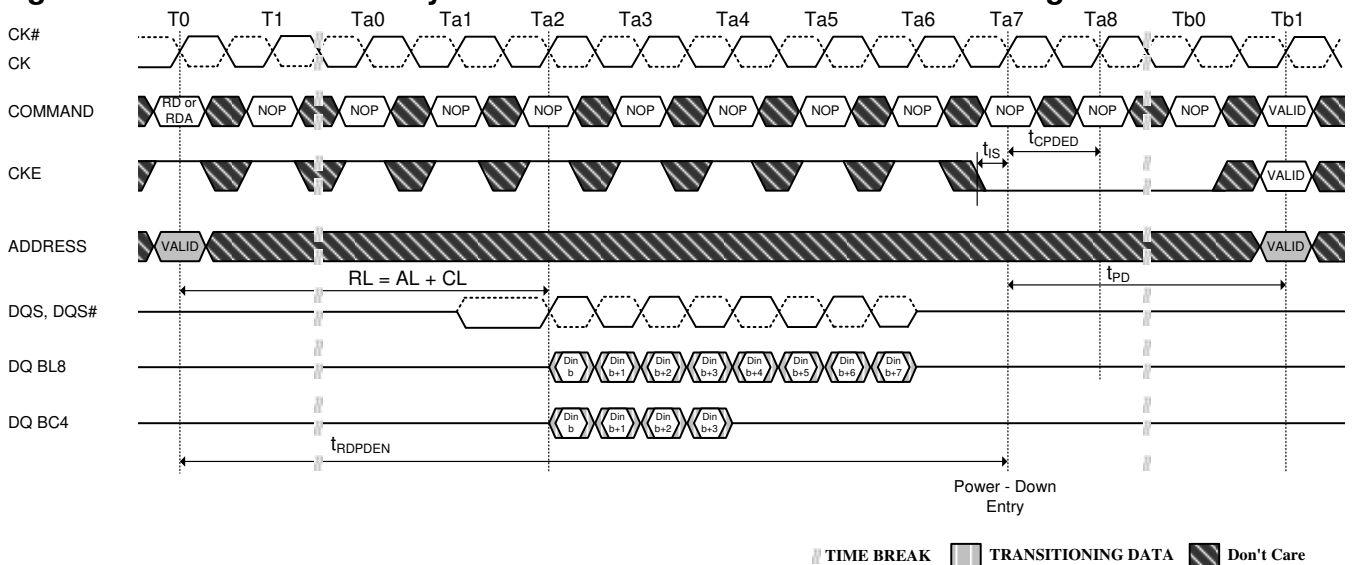 T0 T1 Ta0 Ta1 Ta2 Ta3 Ta4 Ta5 Ta6 Ta7 Ta8 Tb0 Tb1
CK#
CK
COMMAND RD or RDA NOP NOP NOP NOP NOP NOP NOP NOP NOP NOP NOP VALID
tIS tCPDED
CKE VALID
ADDRESS VALID VALID
RL = AL + CL tPD
DQS, DQS#
DQ BL8 Din b Din b+1 Din b+2 Din b+3 Din b+4 Din b+5 Din b+6 Din b+7
DQ BC4 Din b Din b+1 Din b+2 Din b+3
tRDPDEN
Power - Down
Entry
TIME BREAK TRANSITIONING DATA Don't Care